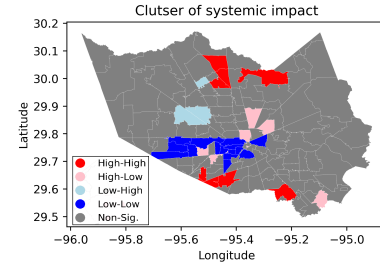 Clutser of systemic impact
30.2
30.1
30.0
29.9
29.8
29.7
29.6
29.5
Latitude
High-High
High-Low
Low-High
Low-Low
Non-Sig.
−96.0 −95.8 −95.6 −95.4 −95.2 −95.0
Longitude